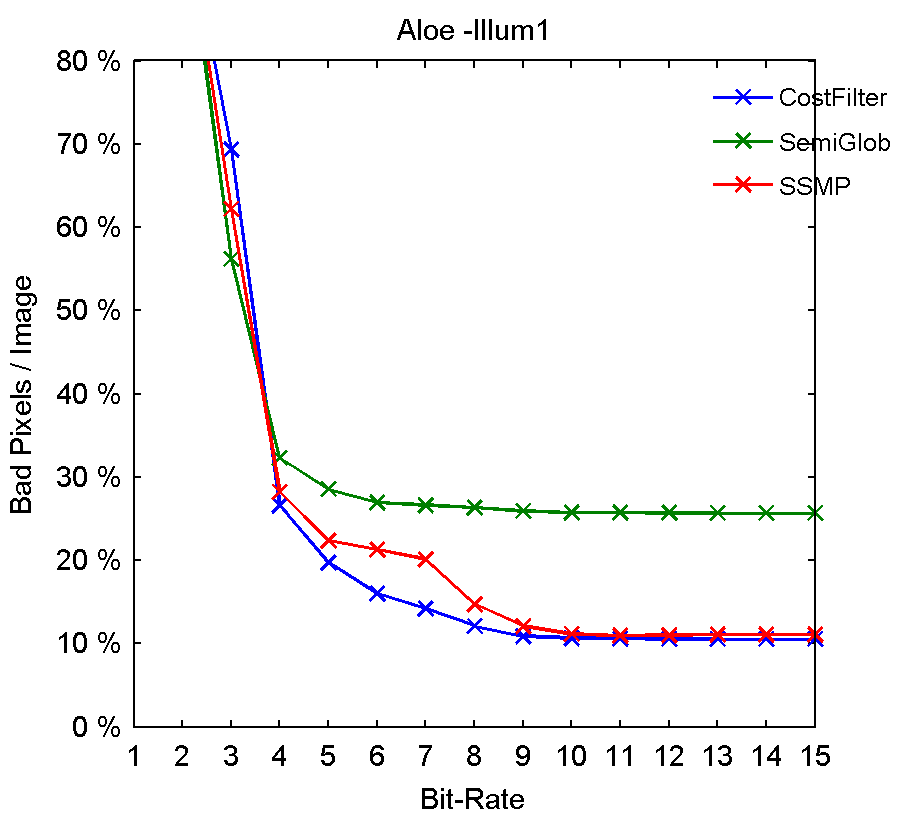 Aloe -Illum1
80 %
70 %
60 %
50 %
40 %
30 %
20 %
10 %
0 %
Bad Pixels / Image
CostFilter
SemiGlob
SSMP
1 2 3 4 5 6 7 8 9 10 11 12 13 14 15
Bit-Rate